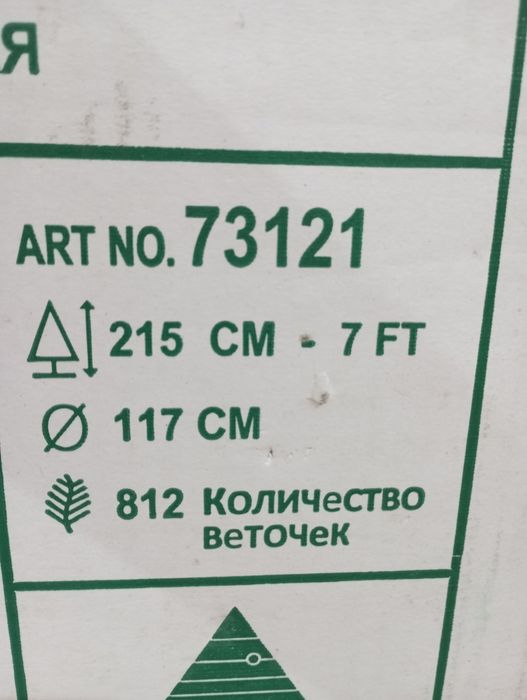 Я
ART NO. 73121
215 CM - 7 FT
117 CM
812 Количество
веточек